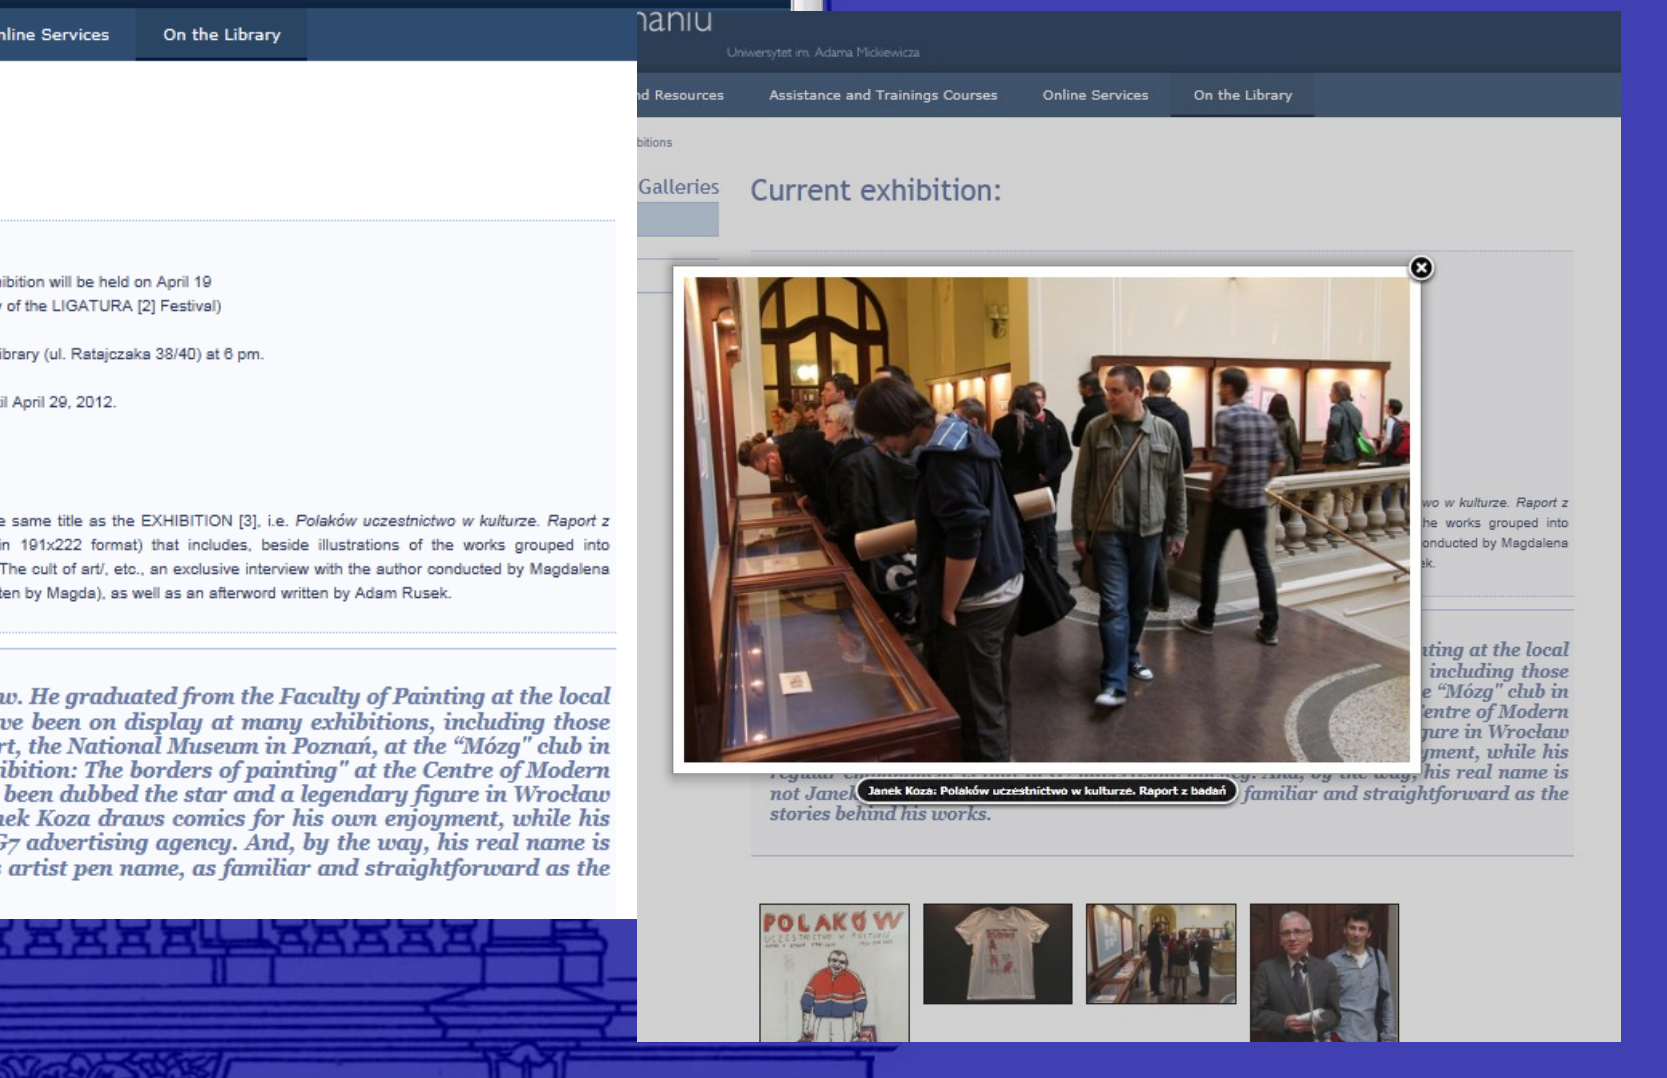 nline Services
On the Library
ibition will be held on April 19
of the LIGATURA [2] Festival)
ibrary (ul. Ratajczaka 38/40) at 6 pm.
il April 29, 2012.
e same title as the EXHIBITION [3], i.e. Polaków uczestnictwo w kulturze. Raport z
in 191x222 format) that includes, beside illustrations of the works grouped into
The cult of art/, etc., an exclusive interview with the author conducted by Magdalena
ten by Magda), as well as an afterword written by Adam Rusek.
w. He graduated from the Faculty of Painting at the local
ve been on display at many exhibitions, including those
rt, the National Museum in Poznań, at the “Mózg" club in
ibition: The borders of painting" at the Centre of Modern
been dubbed the star and a legendary figure in Wrocław
nek Koza draws comics for his own enjoyment, while his
G7 advertising agency. And, by the way, his real name is
s artist pen name, as familiar and straightforward as the
naniu
Uniwersytet im. Adama Mickiewicza
nd Resources
Assistance and Trainings Courses
Online Services
On the Library
bitions
Galleries
Current exhibition:
wo w kulturze. Raport z
he works grouped into
onducted by Magdalena
ek.
nting at the local
including those
e “Mózg" club in
Centre of Modern
gure in Wrocław
yment, while his
his real name is
not Janek
familiar and straightforward as the
stories behind his works.
Janek Koza: Polaków uczestnictwo w kulturze. Raport z badań
POLAKÓW
UCZESTNICTWO W KULTURZE